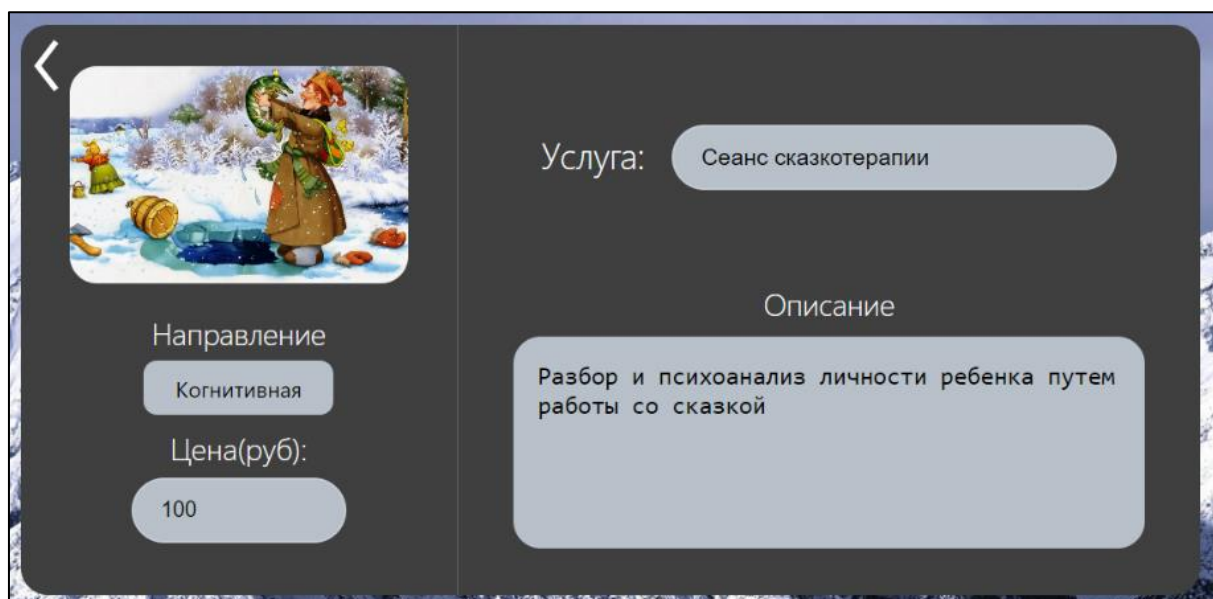 Направление
Когнитивная
Цена(руб):
100
Услуга:
Сеанс сказкотерапии
Описание
Разбор и психоанализ личности ребенка путем
работы со сказкой